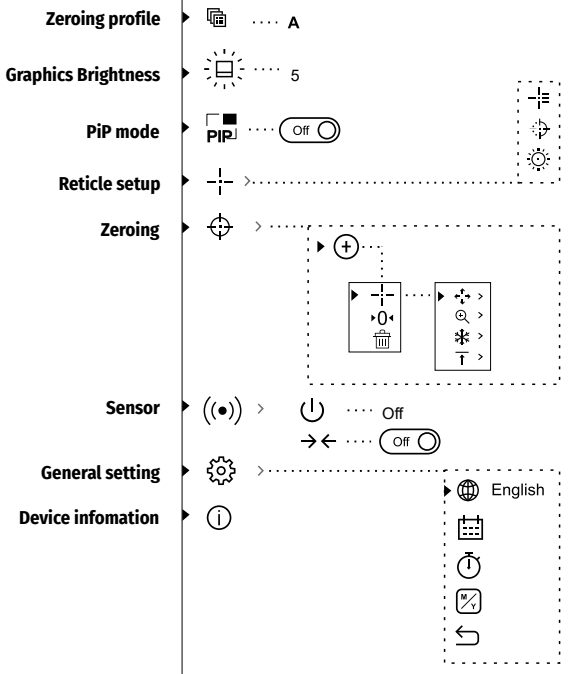 Zeroing profile
A
Graphics Brightness
5
PiP mode
PIP
Off
Reticle setup
Zeroing
0
Sensor
Off
Off
General setting
English
Device infomation
M/Y